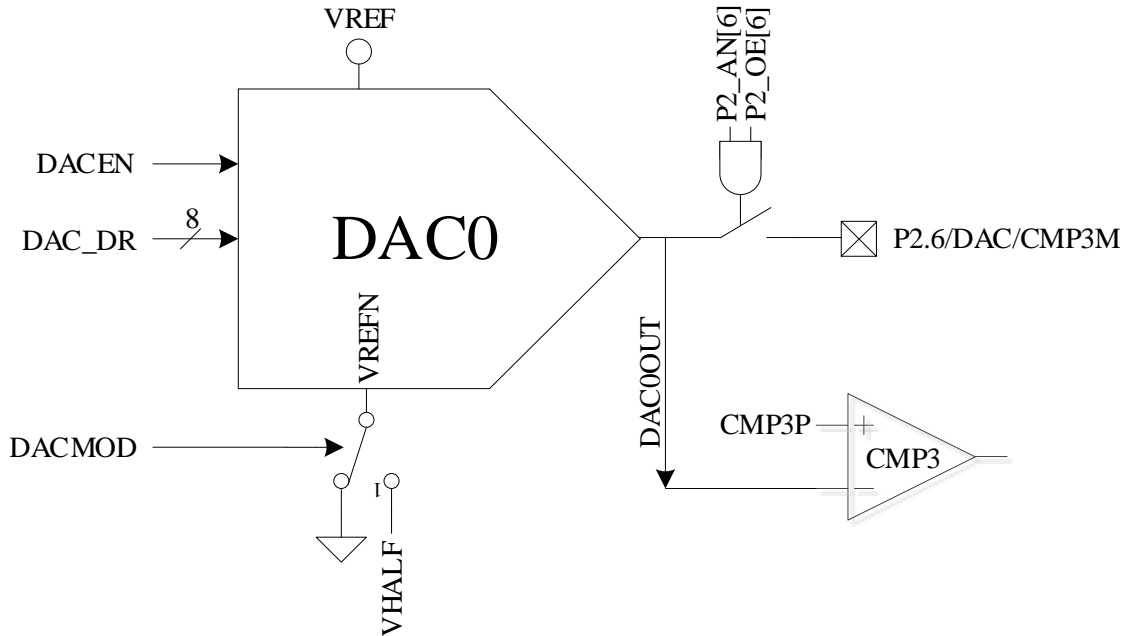 VREF
P2_AN[6]
P2_OE[6]
DACEN
8
DAC_DR
DAC0
P2.6/DAC/CMP3M
VREFN
DAC0OUT
CMP3P
+
CMP3
DACMOD
1
VHALF